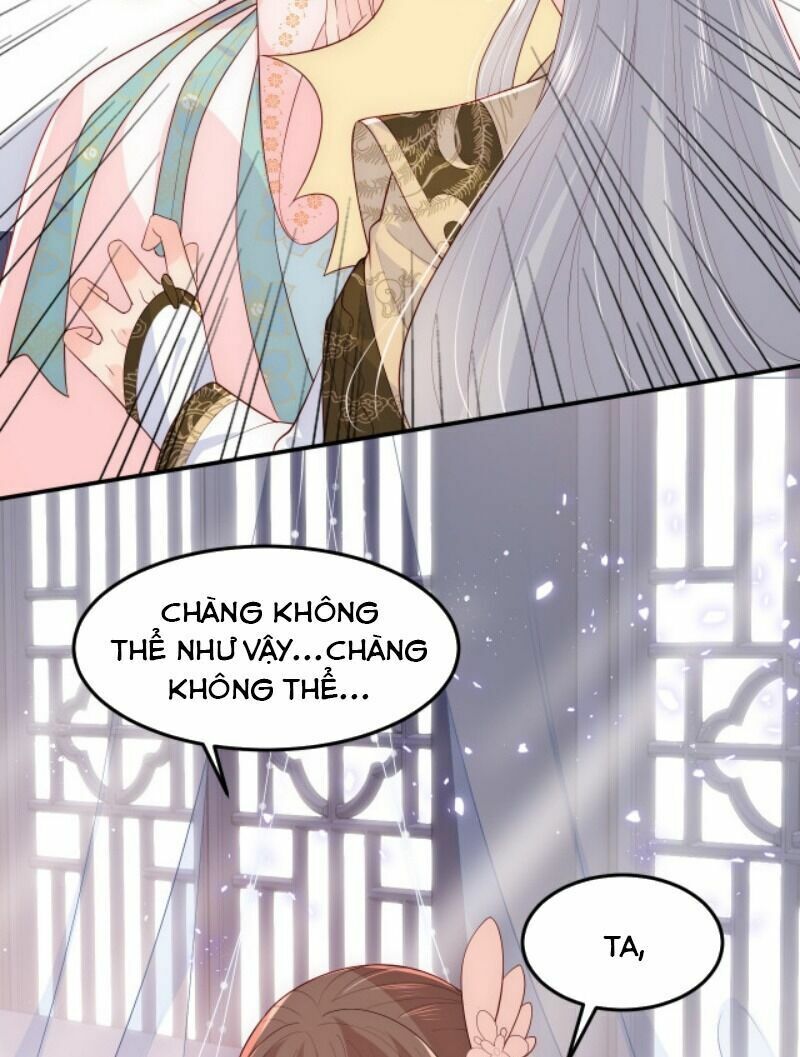 CHÀNG KHÔNG
THỂ NHƯ VẬY...CHÀNG
KHÔNG THỂ...
TA,